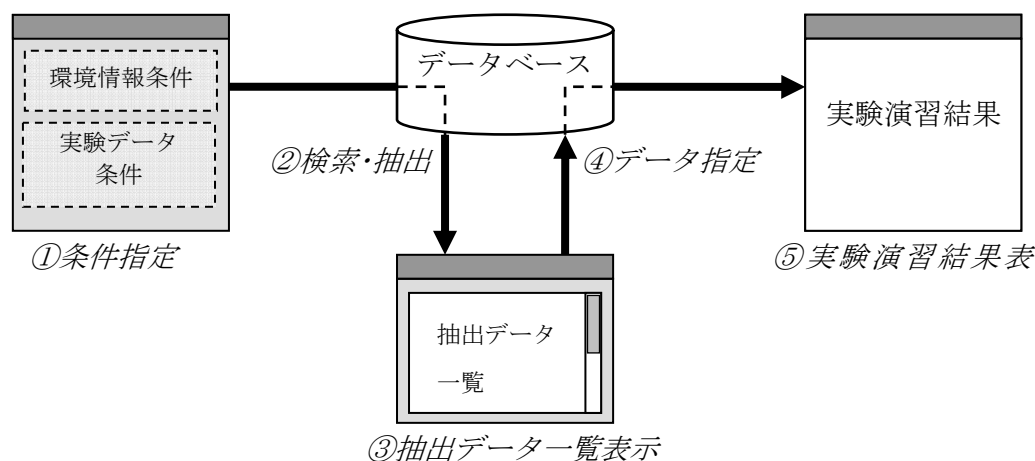 環境情報条件
実験データ
条件
①条件指定
データベース
②検索・抽出
抽出データ
一覧
③抽出データ一覧表示
④データ指定
実験演習結果
⑤実験演習結果表